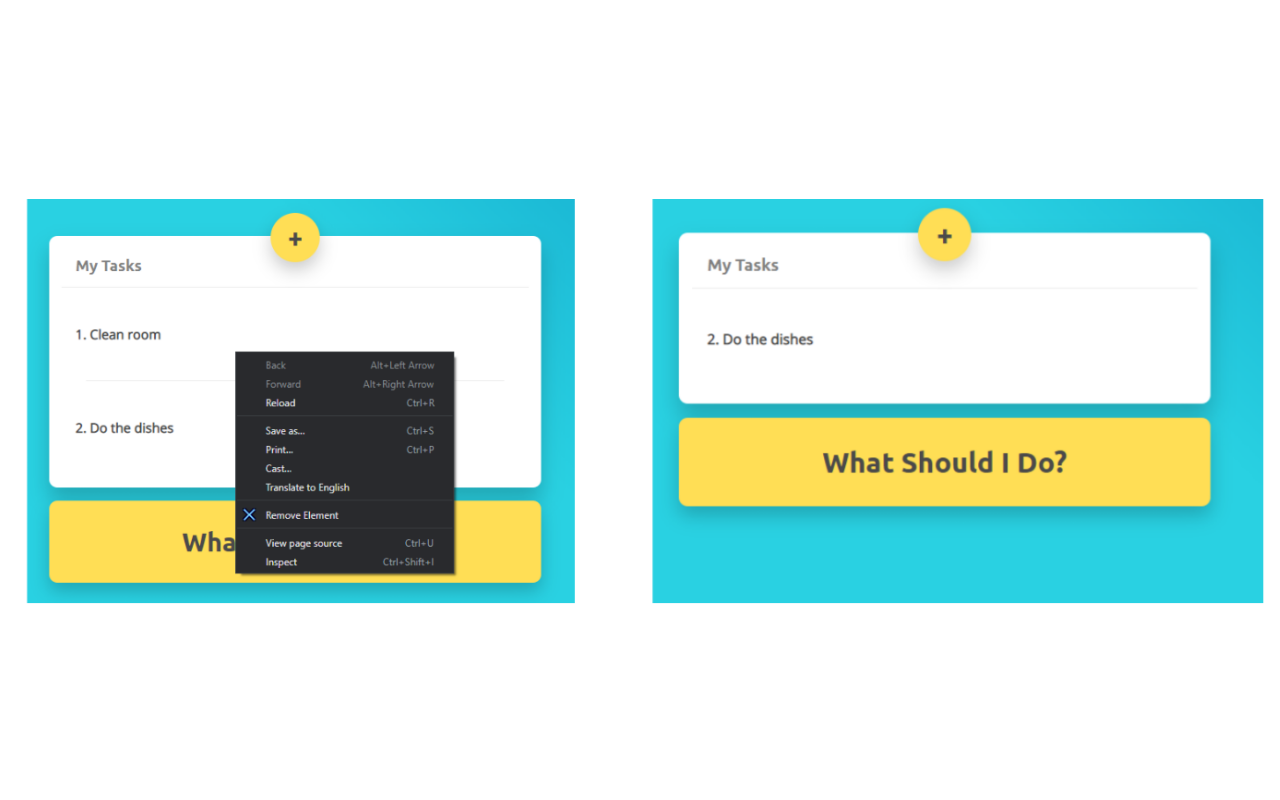 +
My Tasks
1. Clean room
Back Alt+Left Arrow
Forward Alt+Right Arrow
Reload Ctrl+R
2. Do the dishes
Save as... Ctrl+S
Print... Ctrl+P
Cast...
Translate to English
Remove Element
Wha
View page source Ctrl+U
Inspect Ctrl+Shift+I
+
My Tasks
2. Do the dishes
What Should I Do?